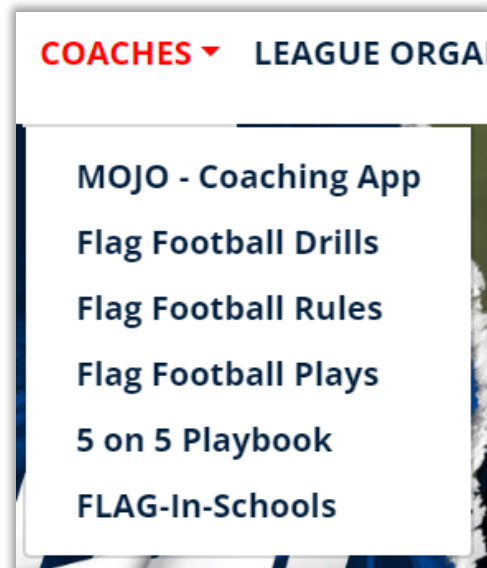 COACHES LEAGUE
MOJO - Coaching App
Flag Football Drills
Flag Football Rules
Flag Football Plays
5 on 5 Playbook
FLAG-In-Schools